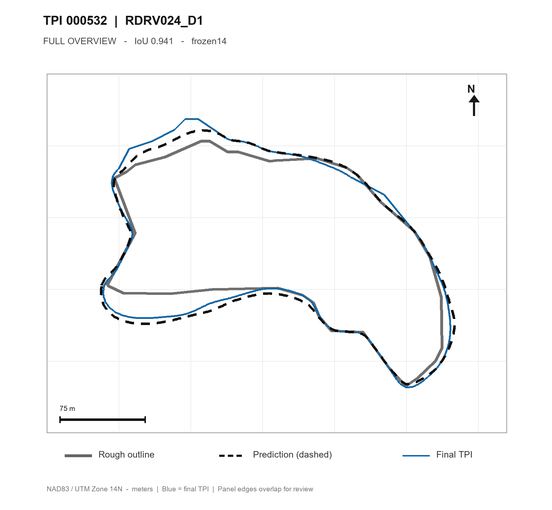 TPI 000532 | RDRV024_D1
FULL OVERVIEW - IoU 0.941 - frozen14
N
75 m
Rough outline
Prediction (dashed)
Final TPI
NAD83 / UTM Zone 14N - meters | Blue = final TPI | Panel edges overlap for review